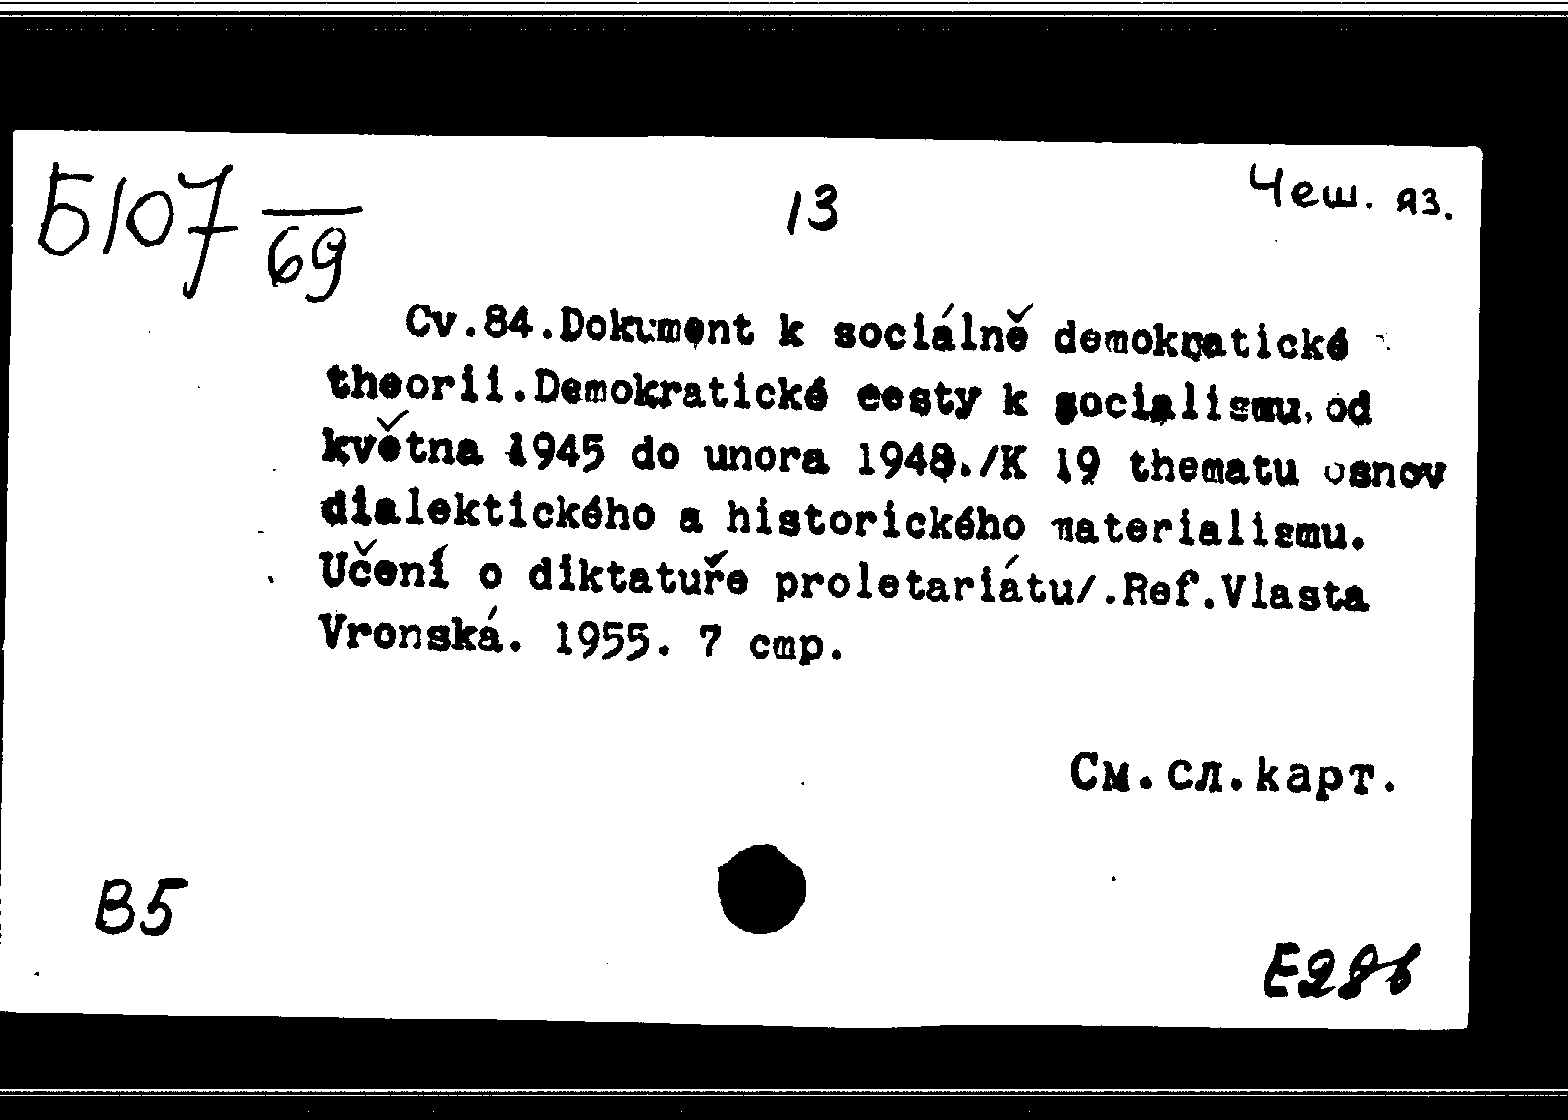 Б107 69
13
Чеш. яз.
Cv.84.Dokument k sociálně demokratické
theorii.Demokratické cesty k socialismu od
května 1945 do unora 1948./K 19 thematu osnov
dialektického a historického materialismu.
Učení o diktatuře proletariátu/.Ref.Vlasta
Vronská. 1955. 7 стр.
См.сл.карт.
B5
Е28б